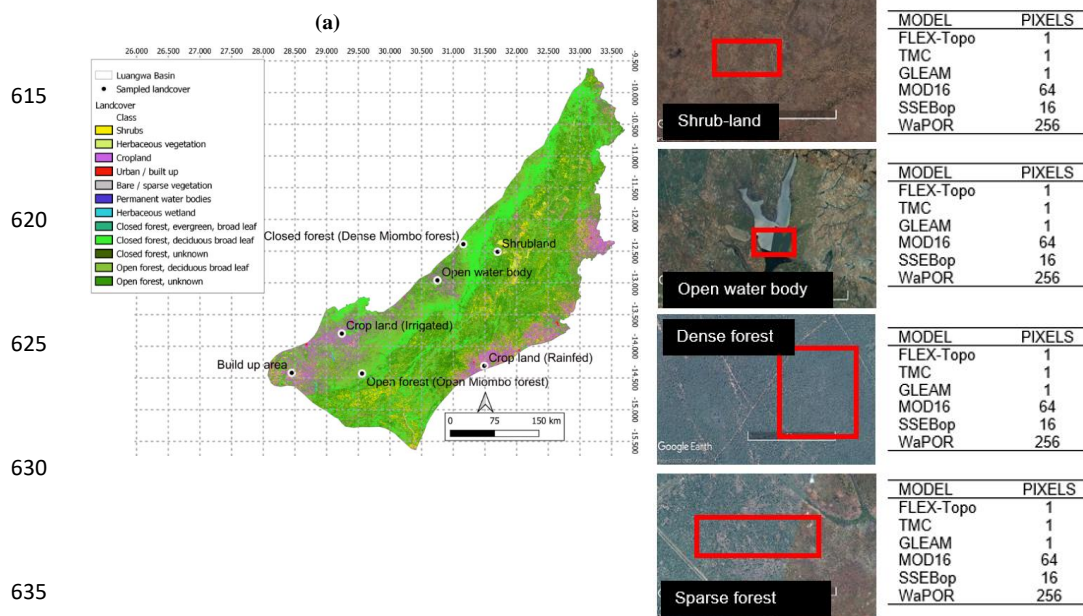 (a)
26.000 26.500 27.000 27.500 28.000 28.500 29.000 29.500 30.000 30.500 31.000 31.500 32.000 32.500 33.000 33.500
-9.500
-10.000
-10.500
-11.000
-11.500
-12.000
-12.500
-13.000
-13.500
-14.000
-14.500
-15.000
-15.500
Luangwa Basin
Sampled landcover
Landcover
Class
Shrubs
Herbaceous vegetation
Cropland
Urban / built up
Bare / sparse vegetation
Permanent water bodies
Herbaceous wetland
Closed forest, evergreen, broad leaf
Closed forest, deciduous broad leaf
Closed forest, unknown
Open forest, deciduous broad leaf
Open forest, unknown
Closed forest (Dense Miombo forest)
Shrubland
Open water body
Crop land (Irrigated)
Crop land (Rainfed)
Build up area
Open forest (Opan Miombo forest)
0 75 150 km
615
620
625
630
635
Shrub-land
MODEL PIXELS
FLEX-Topo 1
TMC 1
GLEAM 1
MOD16 64
SSEBop 16
WaPOR 256
Open water body
MODEL PIXELS
FLEX-Topo 1
TMC 1
GLEAM 1
MOD16 64
SSEBop 16
WaPOR 256
Dense forest
Google Earth
MODEL PIXELS
FLEX-Topo 1
TMC 1
GLEAM 1
MOD16 64
SSEBop 16
WaPOR 256
Sparse forest
MODEL PIXELS
FLEX-Topo 1
TMC 1
GLEAM 1
MOD16 64
SSEBop 16
WaPOR 256